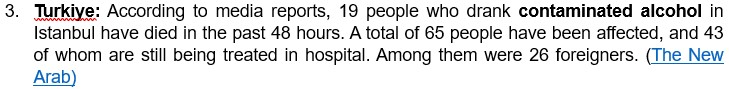 3. Turkiye: According to media reports, 19 people who drank contaminated alcohol in
Istanbul have died in the past 48 hours. A total of 65 people have been affected, and 43
of whom are still being treated in hospital. Among them were 26 foreigners. (The New
Arab)